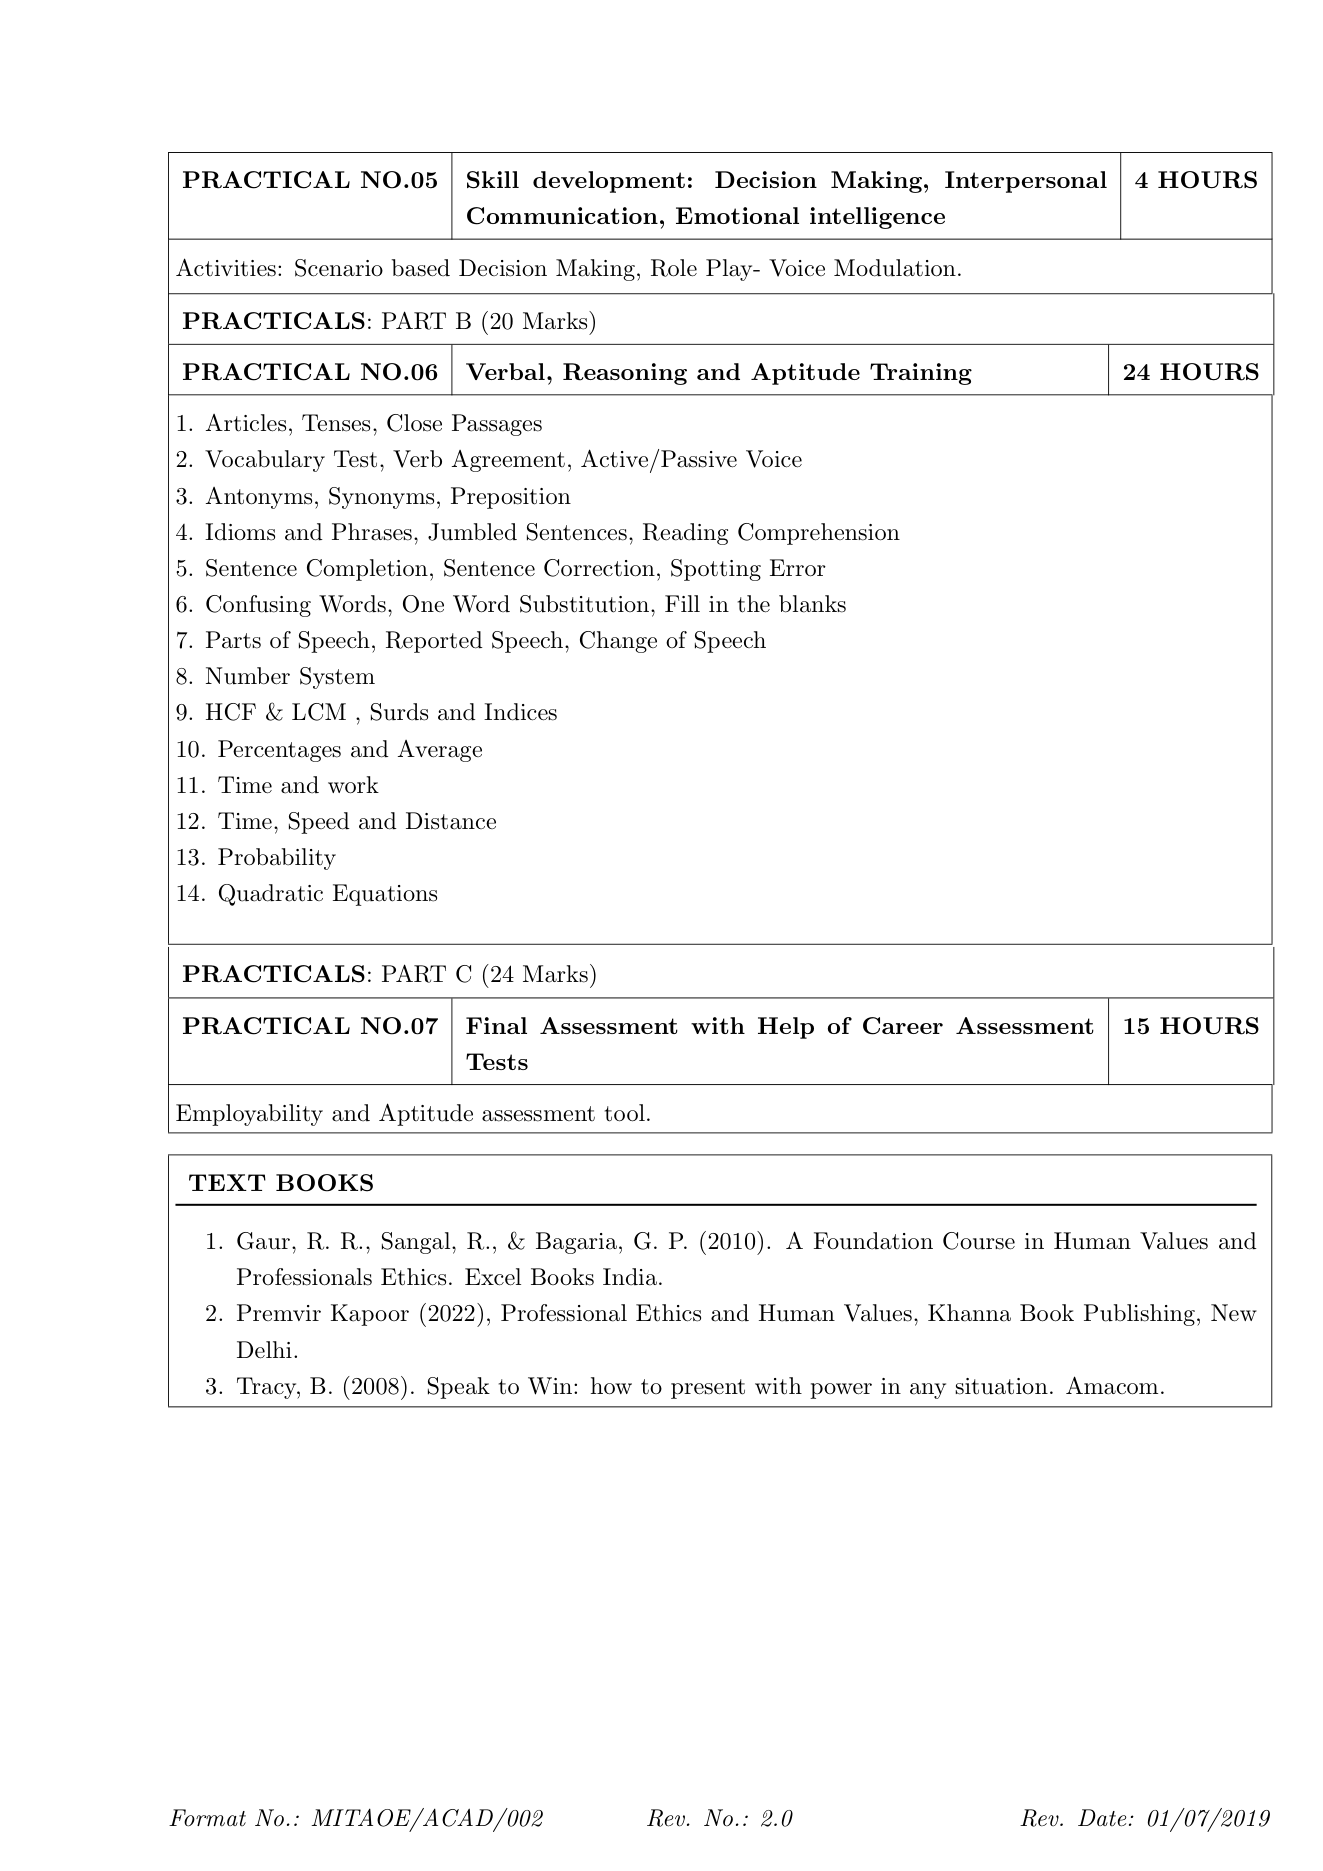 PRACTICAL NO.05 Skill development: Decision Making, Interpersonal 4 HOURS
Communication, Emotional intelligence
Activities: Scenario based Decision Making, Role Play- Voice Modulation.
PRACTICALS: PART B (20 Marks)
PRACTICAL NO.06 Verbal, Reasoning and Aptitude Training 24 HOURS
1. Articles, Tenses, Close Passages
2. Vocabulary Test, Verb Agreement, Active/Passive Voice
3. Antonyms, Synonyms, Preposition
4. Idioms and Phrases, Jumbled Sentences, Reading Comprehension
5. Sentence Completion, Sentence Correction, Spotting Error
6. Confusing Words, One Word Substitution, Fill in the blanks
7. Parts of Speech, Reported Speech, Change of Speech
8. Number System
9. HCF & LCM , Surds and Indices
10. Percentages and Average
11. Time and work
12. Time, Speed and Distance
13. Probability
14. Quadratic Equations
PRACTICALS: PART C (24 Marks)
PRACTICAL NO.07 Final Assessment with Help of Career Assessment 15 HOURS
Tests
Employability and Aptitude assessment tool.
TEXT BOOKS
1. Gaur, R. R., Sangal, R., & Bagaria, G. P. (2010). A Foundation Course in Human Values and
Professionals Ethics. Excel Books India.
2. Premvir Kapoor (2022), Professional Ethics and Human Values, Khanna Book Publishing, New
Delhi.
3. Tracy, B. (2008). Speak to Win: how to present with power in any situation. Amacom.
Format No.: MITAOE/ACAD/002 Rev. No.: 2.0 Rev. Date: 01/07/2019